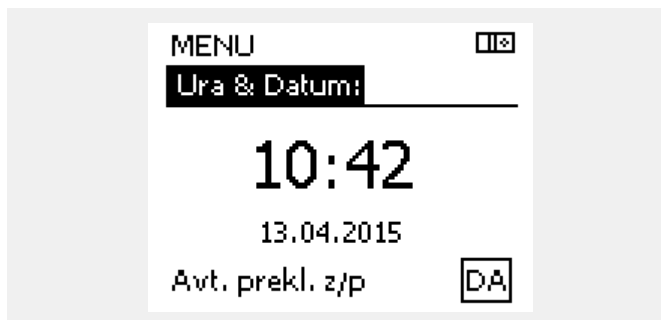 MENU
Ura & Datum:
10:42
13.04.2015
Avt. prekl. z/p
DA